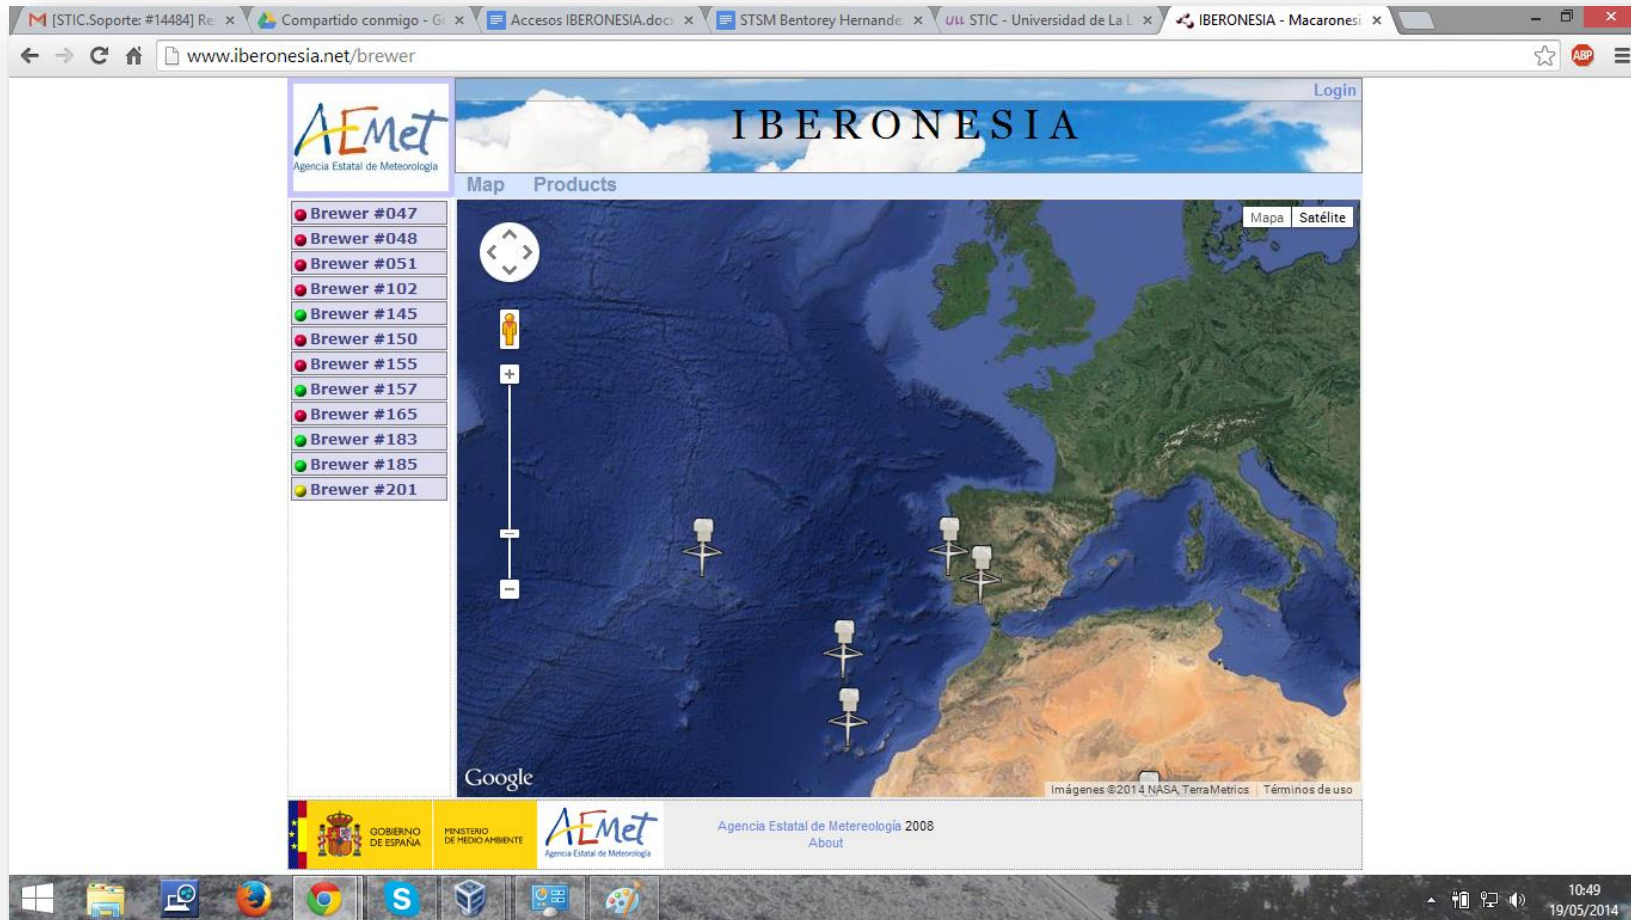 [STIC.Soporte: #14484] Re:
Compartido conmigo - G
Accesos IBERONESIA.doc
STSM Bentorey Hernande
ULL STIC - Universidad de La L
IBERONESIA - Macaronesi
www.iberonesia.net/brewer
ABP
AEMet
Agencia Estatal de Meteorología
Login
IBERONESIA
Map Products
Brewer #047
Brewer #048
Brewer #051
Brewer #102
Brewer #145
Brewer #150
Brewer #155
Brewer #157
Brewer #165
Brewer #183
Brewer #185
Brewer #201
Mapa Satélite
+
−
Google
Imágenes ©2014 NASA, TerraMetrics Términos de uso
GOBIERNO
DE ESPAÑA
MINISTERIO
DE MEDIO AMBIENTE
AEMet
Agencia Estatal de Meteorología
Agencia Estatal de Metereología 2008
About
10:49
19/05/2014